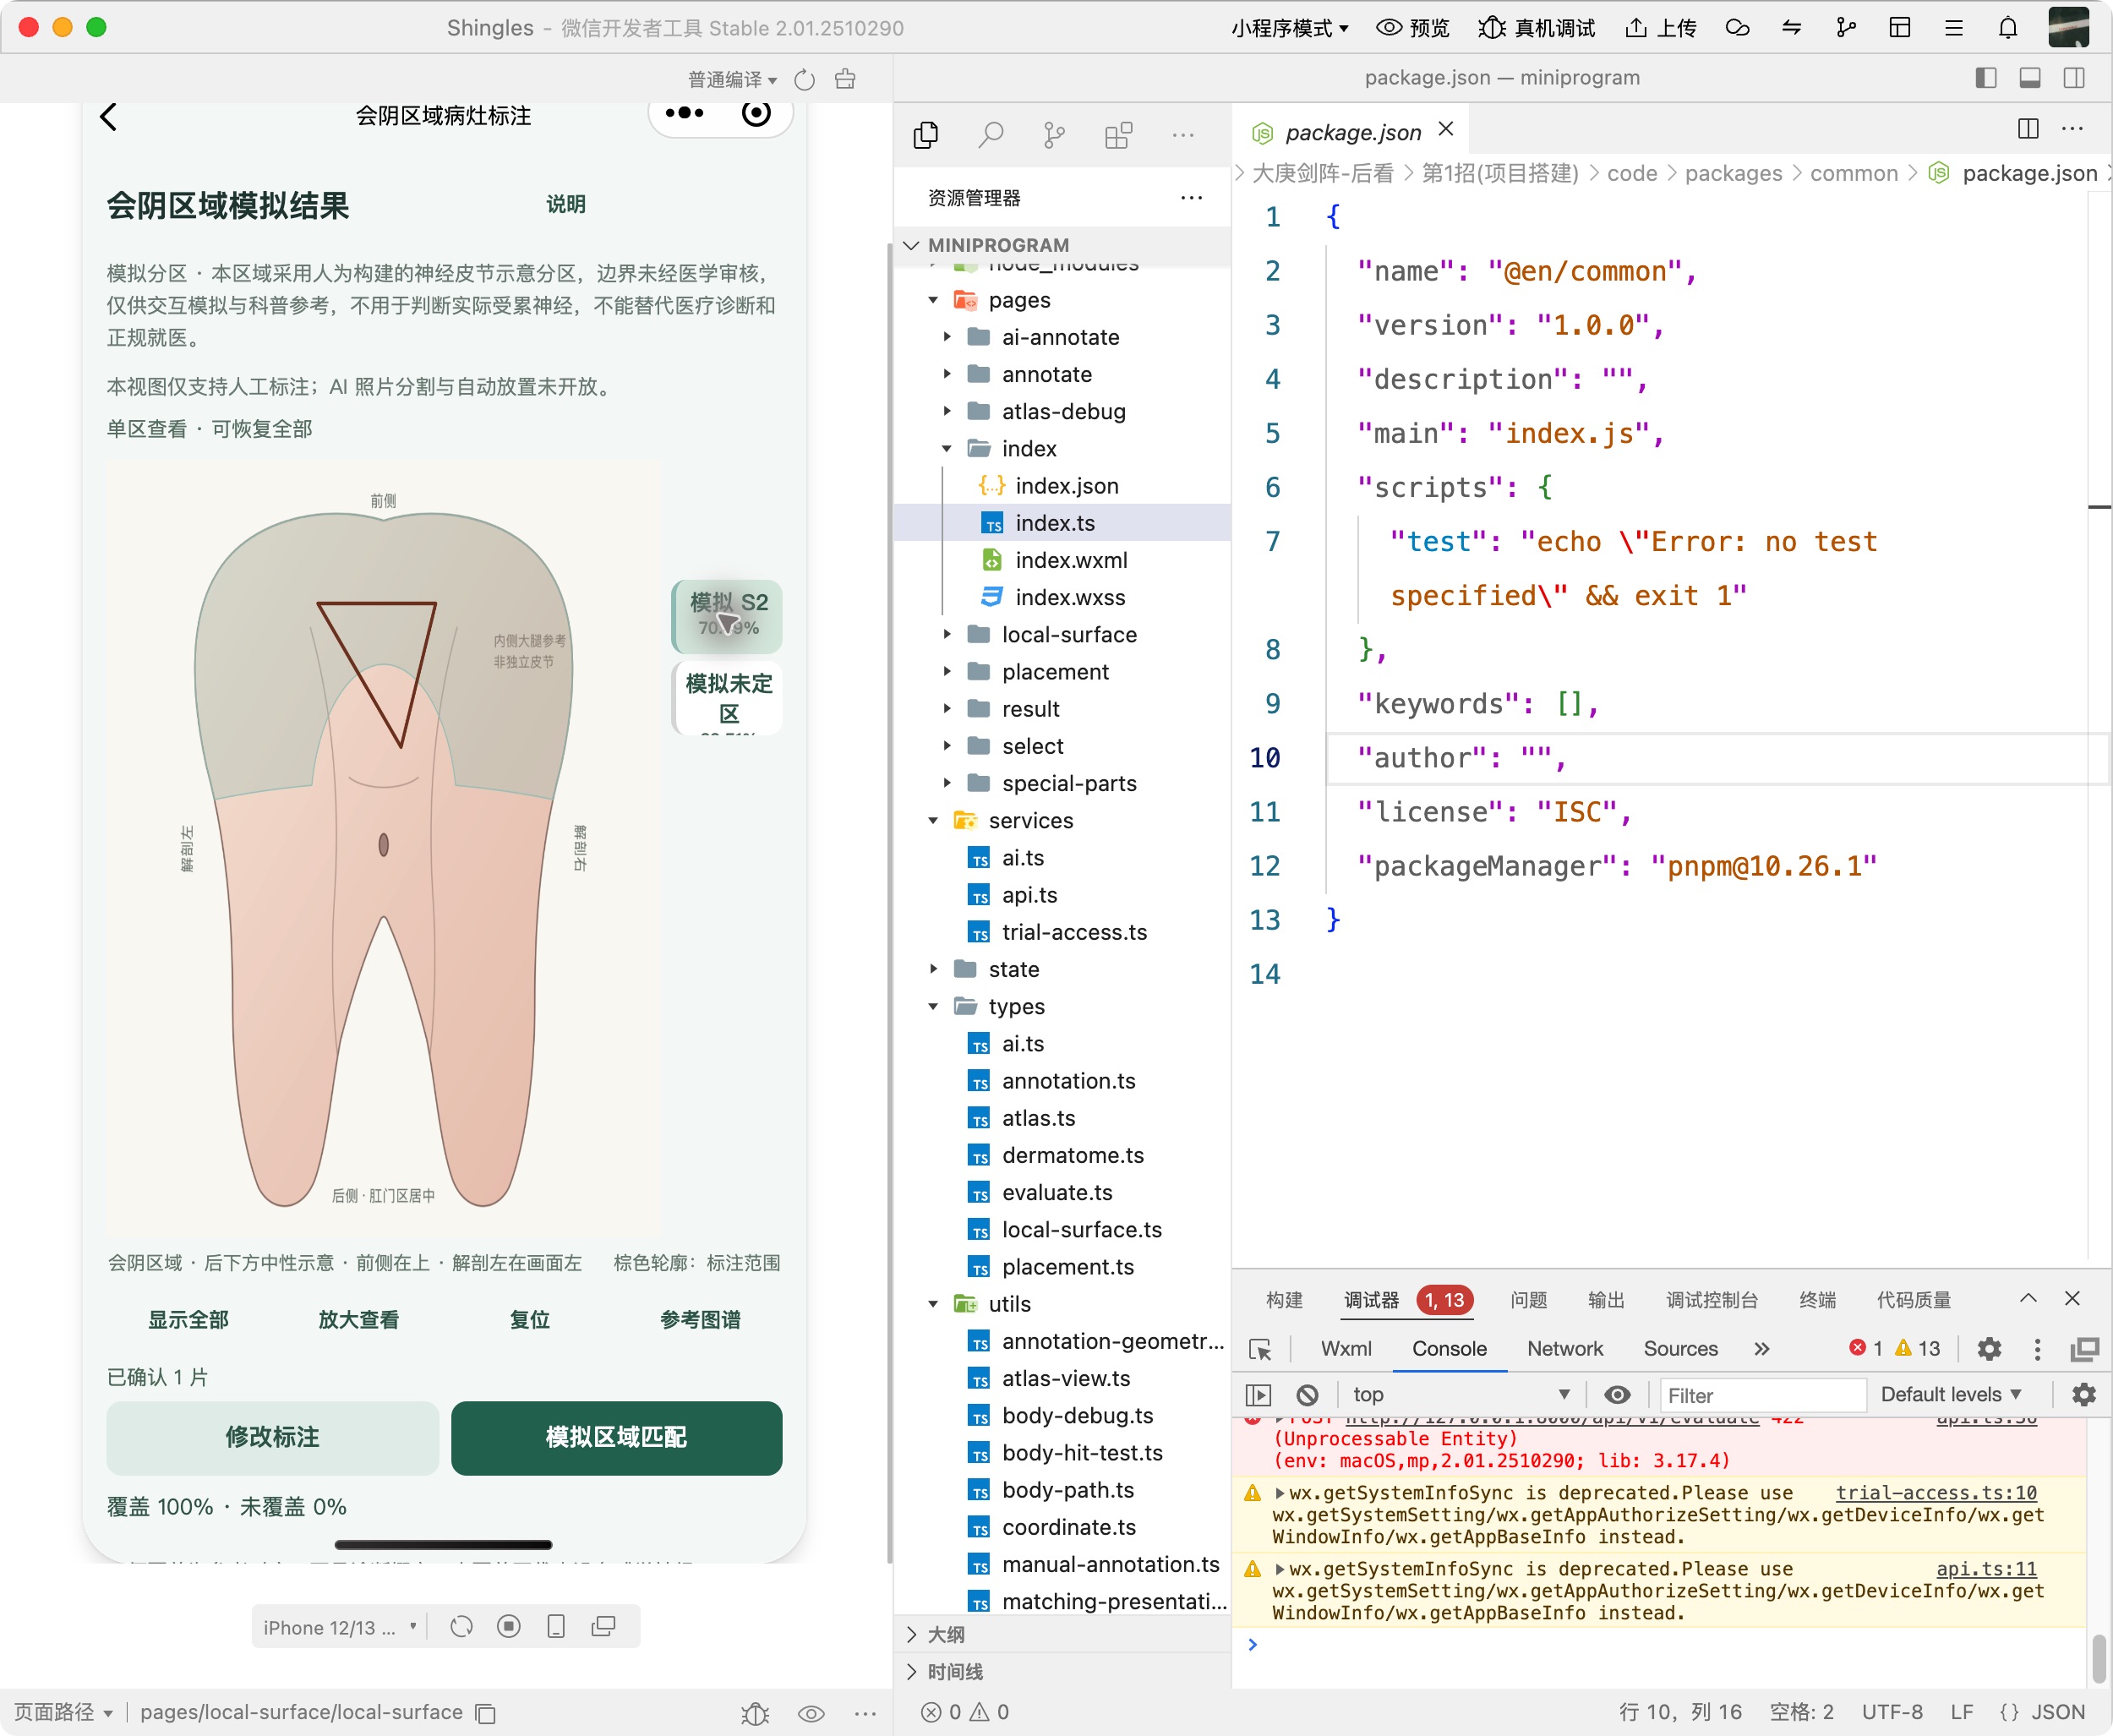 Shingles - 微信开发者工具 Stable 2.01.2510290
小程序模式
预览
真机调试
上传
普通编译
package.json — miniprogram
会阴区域病灶标注
会阴区域模拟结果
说明
模拟分区 · 本区域采用人为构建的神经皮节示意分区，边界未经医学审核，
仅供交互模拟与科普参考，不用于判断实际受累神经，不能替代医疗诊断和
正规就医。
本视图仅支持人工标注；AI 照片分割与自动放置未开放。
单区查看 · 可恢复全部
前侧
内侧大腿参考
非独立皮节
解剖左
解剖右
后侧 · 肛门区居中
模拟 S2
模拟未定
区
会阴区域 · 后下方中性示意 · 前侧在上 · 解剖左在画面左
棕色轮廓：标注范围
显示全部
放大查看
复位
参考图谱
已确认 1 片
修改标注
模拟区域匹配
覆盖 100% · 未覆盖 0%
iPhone 12/13 ...
页面路径
pages/local-surface/local-surface
资源管理器
MINIPROGRAM
node_modules
pages
ai-annotate
annotate
atlas-debug
index
index.json
index.ts
index.wxml
index.wxss
local-surface
placement
result
select
special-parts
services
ai.ts
api.ts
trial-access.ts
state
types
ai.ts
annotation.ts
atlas.ts
dermatome.ts
evaluate.ts
local-surface.ts
placement.ts
utils
annotation-geometr...
atlas-view.ts
body-debug.ts
body-hit-test.ts
body-path.ts
coordinate.ts
manual-annotation.ts
matching-presentati...
大纲
时间线
0 0
package.json
大庚剑阵-后看 > 第1招(项目搭建) > code > packages > common > package.json
1 {
2 "name": "@en/common",
3 "version": "1.0.0",
4 "description": "",
5 "main": "index.js",
6 "scripts": {
7 "test": "echo \"Error: no test
specified\" && exit 1"
8 },
9 "keywords": [],
10 "author": "",
11 "license": "ISC",
12 "packageManager": "pnpm@10.26.1"
13 }
14
构建
调试器
1, 13
问题
输出
调试控制台
终端
代码质量
Wxml
Console
Network
Sources
1
13
top
Filter
Default levels
POST http://127.0.0.1:8000/api/v1/evaluate 422
api.ts:38
(Unprocessable Entity)
(env: macOS,mp,2.01.2510290; lib: 3.17.4)
wx.getSystemInfoSync is deprecated.Please use
trial-access.ts:10
wx.getSystemSetting/wx.getAppAuthorizeSetting/wx.getDeviceInfo/wx.get
WindowInfo/wx.getAppBaseInfo instead.
wx.getSystemInfoSync is deprecated.Please use
api.ts:11
wx.getSystemSetting/wx.getAppAuthorizeSetting/wx.getDeviceInfo/wx.get
WindowInfo/wx.getAppBaseInfo instead.
行 10，列 16
空格: 2
UTF-8
LF
{} JSON